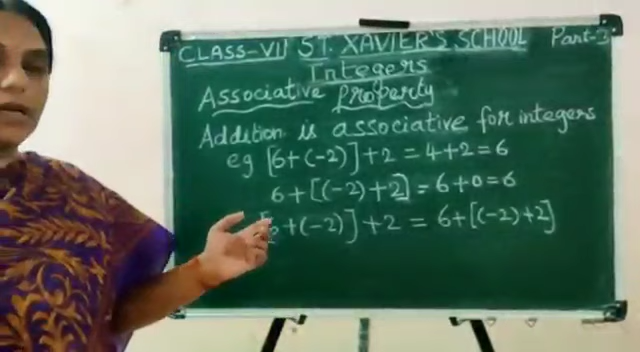 CLASS-VII ST. XAVIER'S SCHOOL Part-3
Integers
Associative Property
Addition is associative for integers
eg [6+(-2)]+2=4+2=6
6+[(-2)+2]=6+0=6
[6+(-2)]+2 = 6+[(-2)+2]